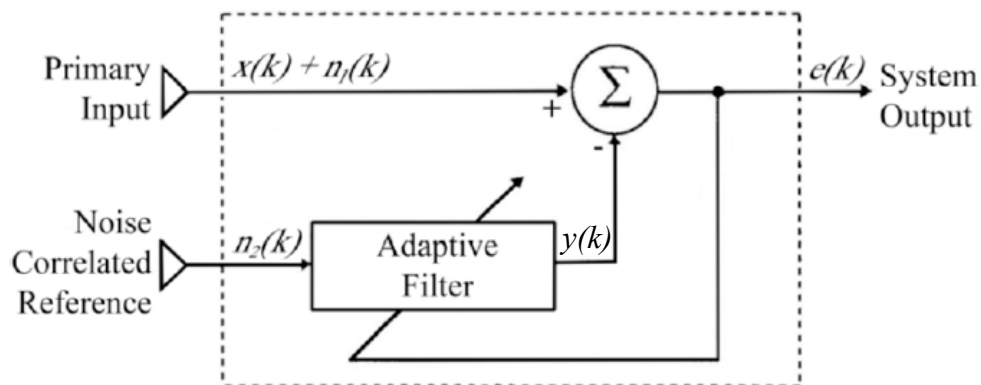 Primary
Input
x(k) + n₁(k)
Σ
+
-
e(k)
System
Output
Noise
Correlated
Reference
n₂(k)
Adaptive
Filter
y(k)